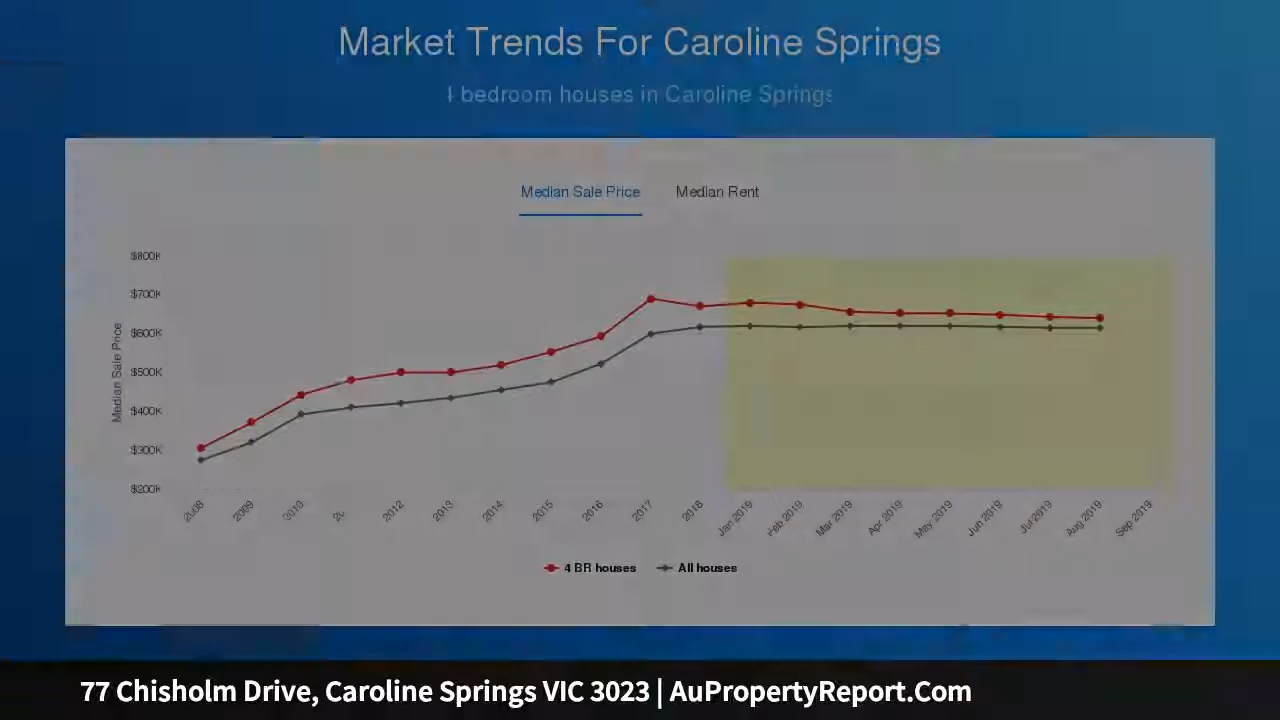 Market Trends For Caroline Springs
4 bedroom houses in Caroline Springs
Median Sale Price
Median Rent
Median Sale Price
$800K
$700K
$600K
$500K
$400K
$300K
$200K
2008
2009
2010
20
2012
2013
2014
2015
2016
2017
2018
Jan 2019
Feb 2019
Mar 2019
Apr 2019
May 2019
Jun 2019
Jul 2019
Aug 2019
Sep 2019
4 BR houses
All houses
77 Chisholm Drive, Caroline Springs VIC 3023 | AuPropertyReport.Com